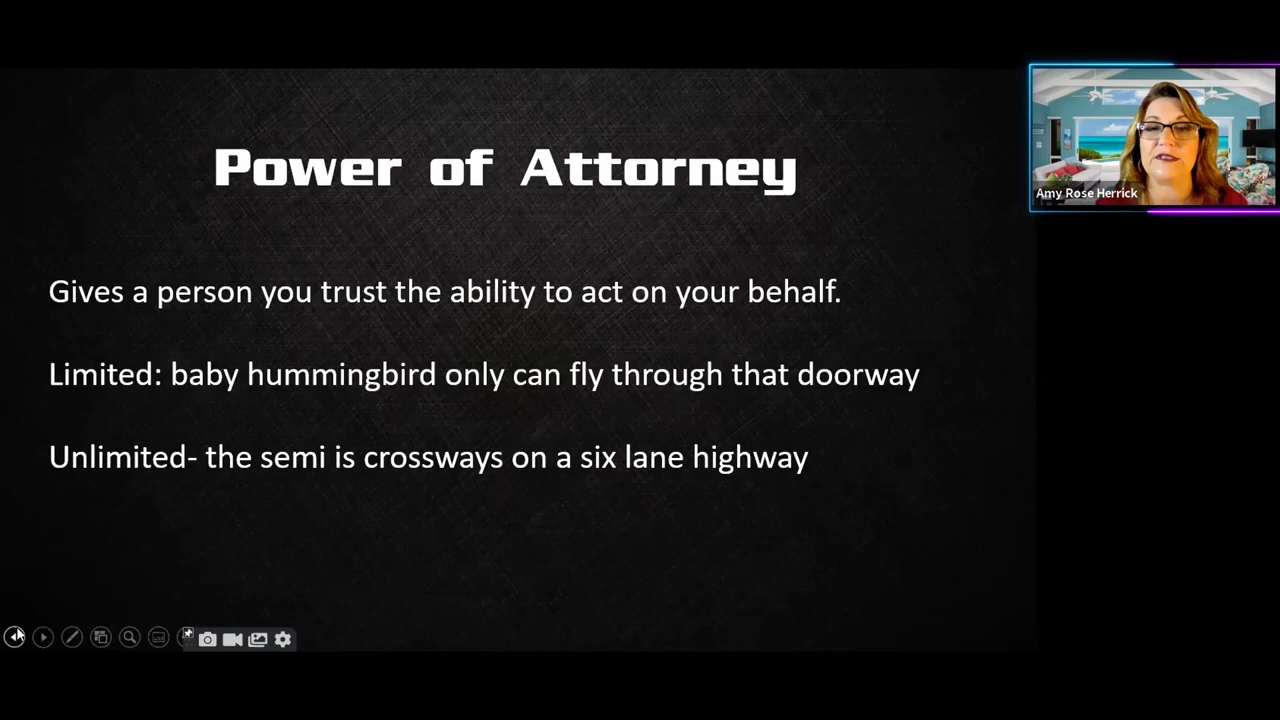 Power of Attorney
Amy Rose Herrick
Gives a person you trust the ability to act on your behalf.
Limited: baby hummingbird only can fly through that doorway
Unlimited- the semi is crossways on a six lane highway